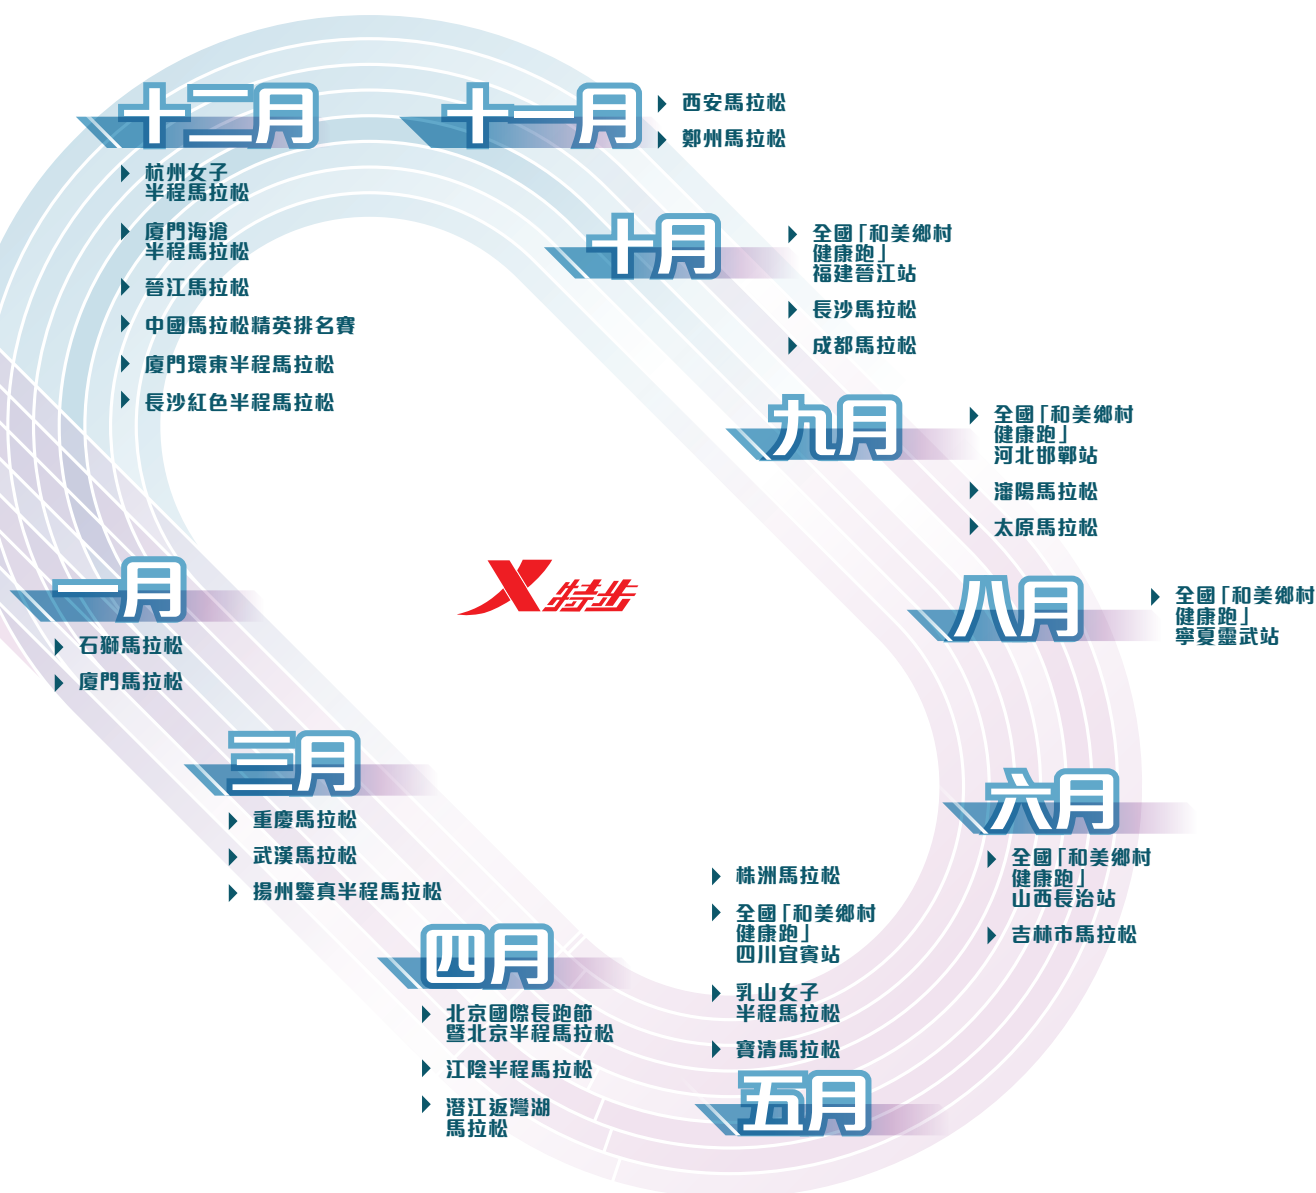 十二月
杭州女子
半程馬拉松
廈門海滄
半程馬拉松
晉江馬拉松
中國馬拉松精英排名賽
廈門環東半程馬拉松
長沙紅色半程馬拉松
十一月
西安馬拉松
鄭州馬拉松
十月
全國「和美鄉村
健康跑」
福建晉江站
長沙馬拉松
成都馬拉松
九月
全國「和美鄉村
健康跑」
河北邯鄲站
瀋陽馬拉松
太原馬拉松
八月
全國「和美鄉村
健康跑」
寧夏靈武站
特步
一月
石獅馬拉松
廈門馬拉松
三月
重慶馬拉松
武漢馬拉松
揚州鑒真半程馬拉松
四月
北京國際長跑節
暨北京半程馬拉松
江陰半程馬拉松
潛江返灣湖
馬拉松
株洲馬拉松
全國「和美鄉村
健康跑」
四川宜賓站
乳山女子
半程馬拉松
寶清馬拉松
五月
六月
全國「和美鄉村
健康跑」
山西長治站
吉林市馬拉松